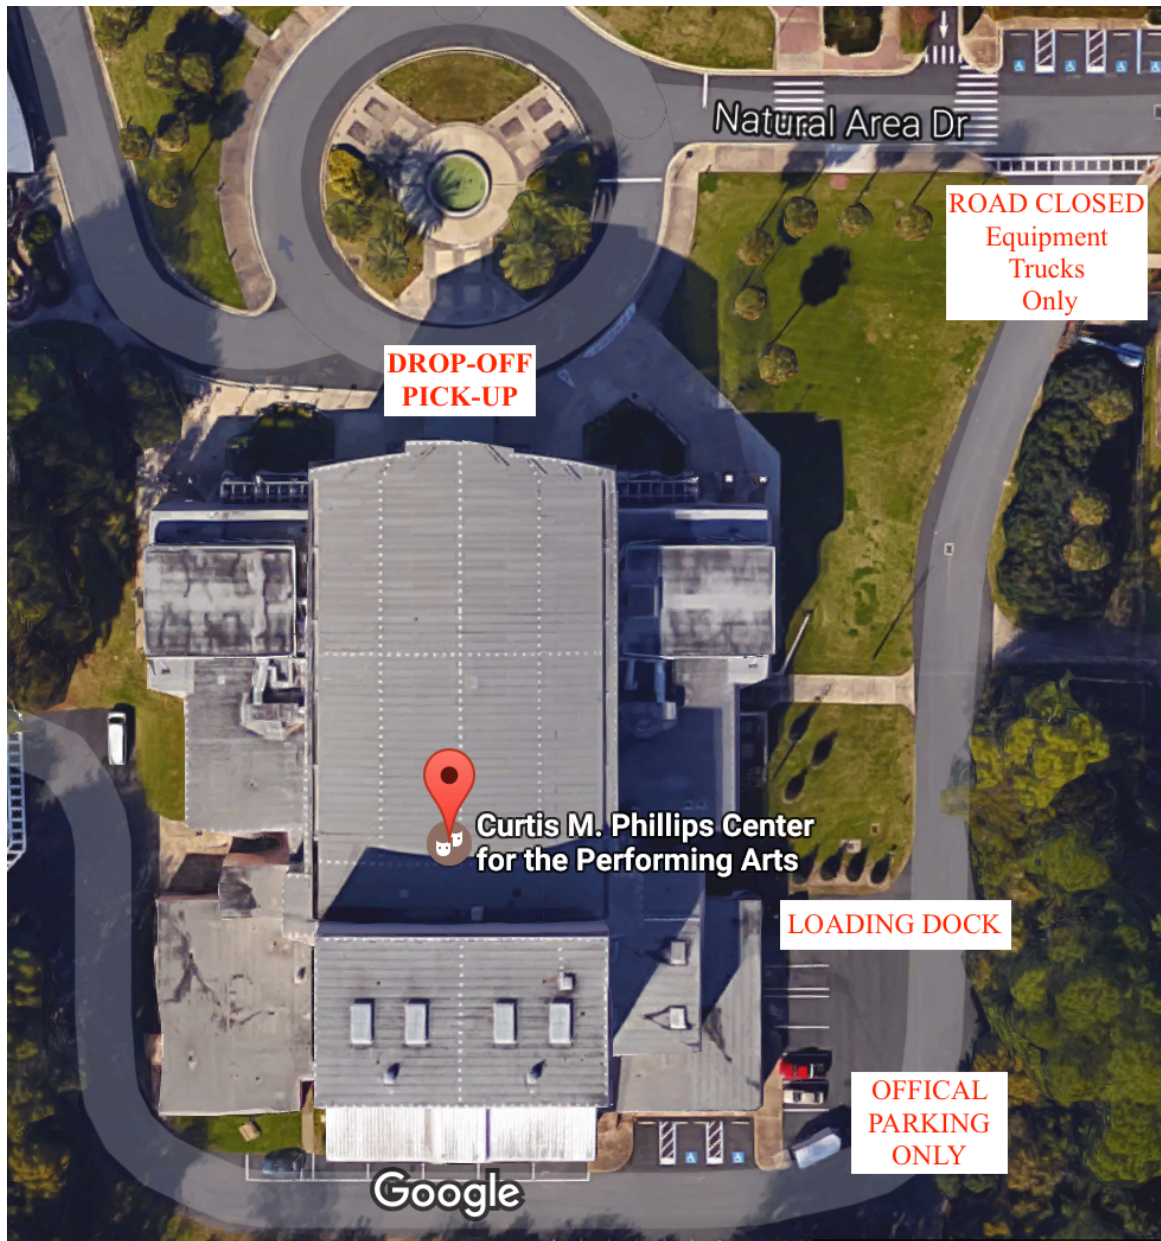 Natural Area Dr
ROAD CLOSED
Equipment
Trucks
Only
DROP-OFF
PICK-UP
Curtis M. Phillips Center
for the Performing Arts
LOADING DOCK
OFFICAL
PARKING
ONLY
Google